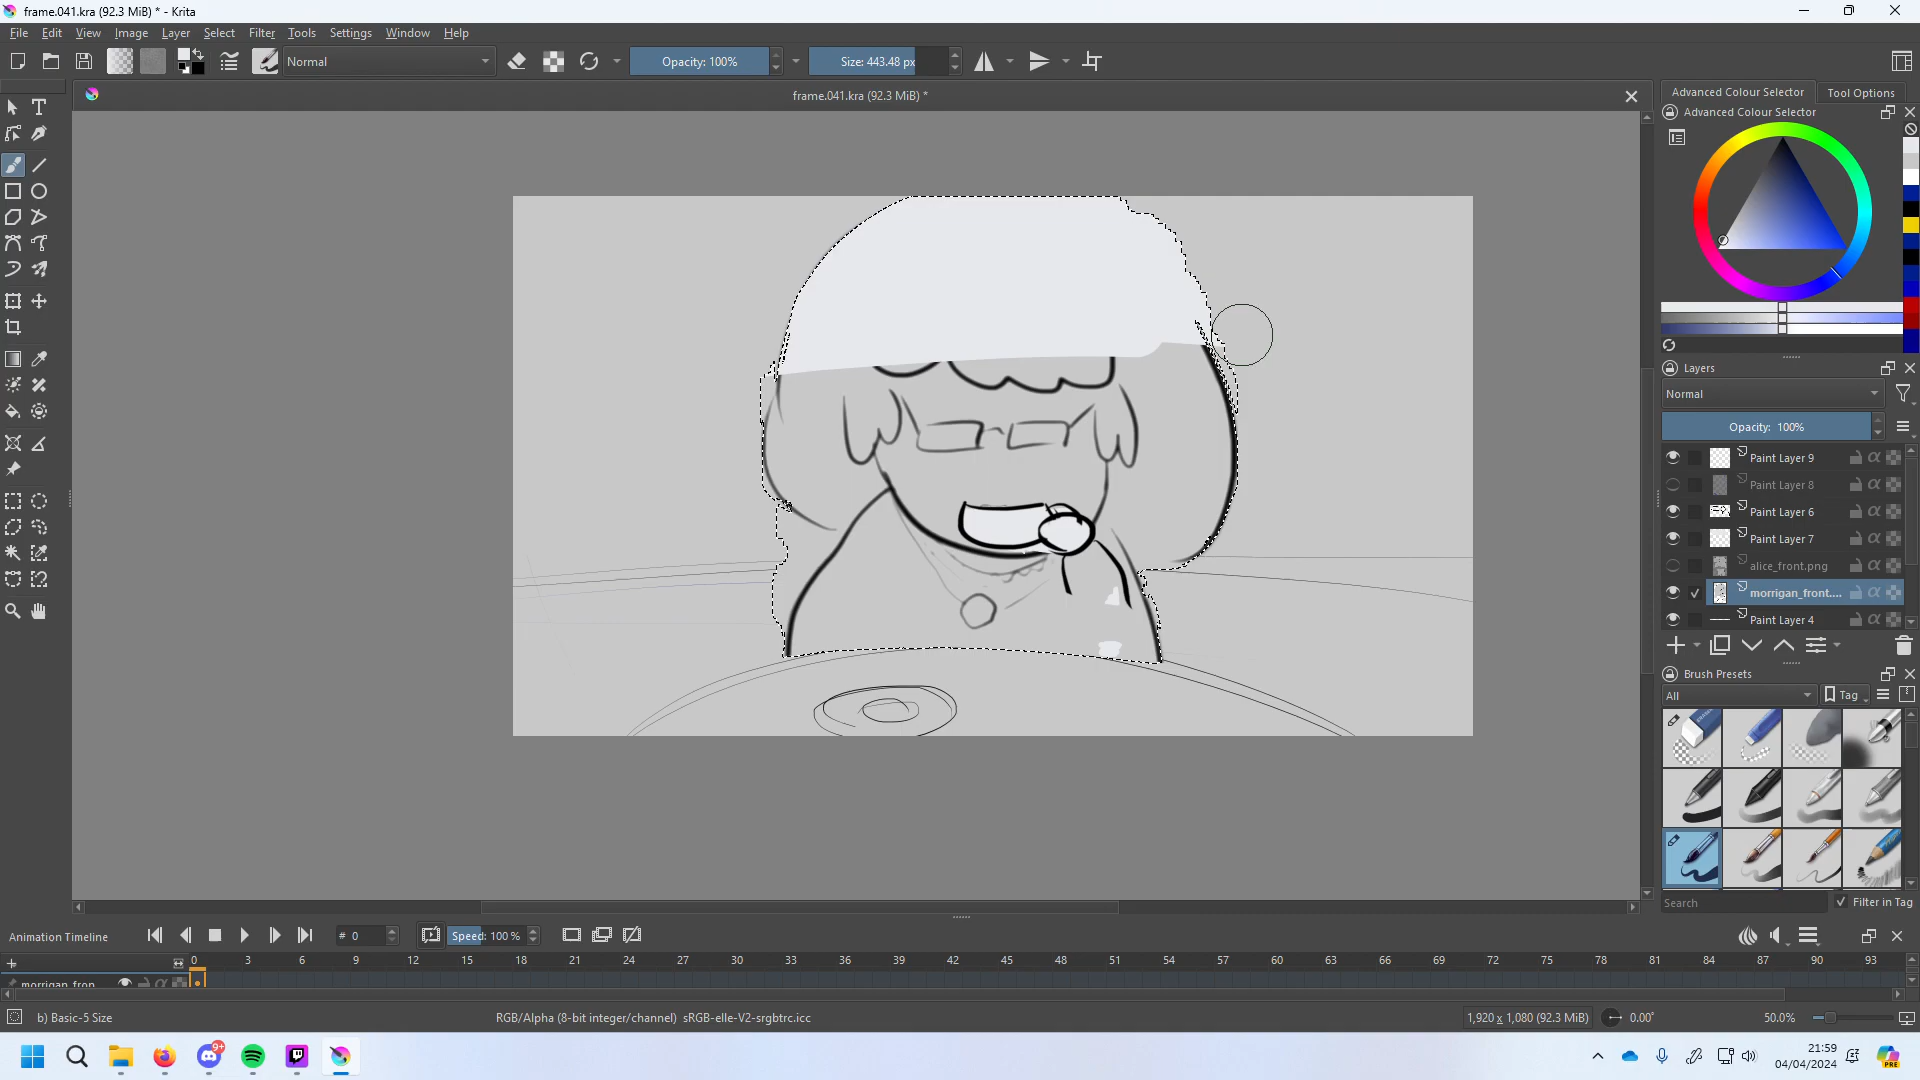 frame.041.kra (92.3 MiB) * - Krita
File Edit View Image Layer Select Filter Tools Settings Window Help
Normal
Opacity: 100%
Size: 443.48 px
frame.041.kra (92.3 MiB) *
Advanced Colour Selector
Tool Options
Advanced Colour Selector
Layers
Normal
Opacity: 100%
Paint Layer 9
Paint Layer 8
Paint Layer 6
Paint Layer 7
alice_front.png
morrigan_front....
Paint Layer 4
Brush Presets
All
Tag
Search
Filter in Tag
Animation Timeline
# 0
Speed: 100 %
0 3 6 9 12 15 18 21 24 27 30 33 36 39 42 45 48 51 54 57 60 63 66 69 72 75 78 81 84 87 90 93
morrigan_fron
b) Basic-5 Size
RGB/Alpha (8-bit integer/channel) sRGB-elle-V2-srgbtrc.icc
1,920 x 1,080 (92.3 MiB)
0.00°
50.0%
9+
21:59
04/04/2024
PRE